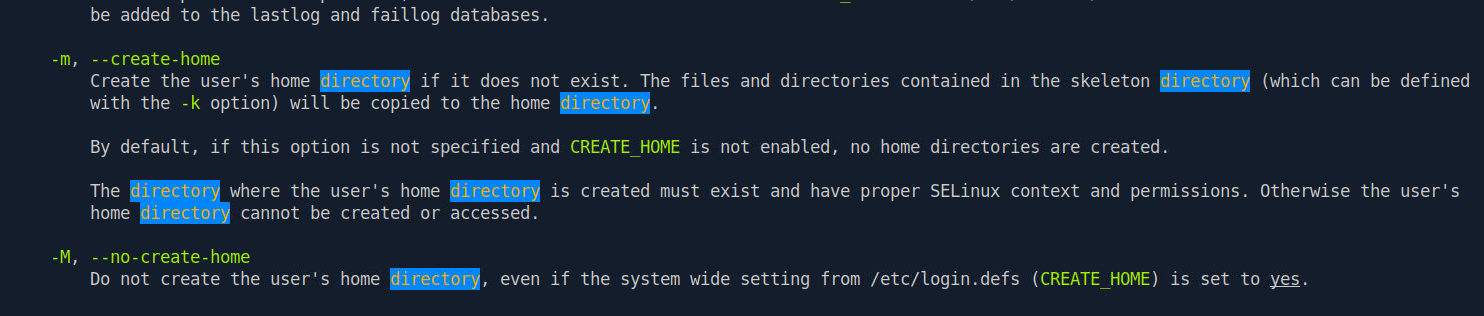 be added to the lastlog and faillog databases.
-m, --create-home
Create the user's home directory if it does not exist. The files and directories contained in the skeleton directory (which can be defined
with the -k option) will be copied to the home directory.
By default, if this option is not specified and CREATE_HOME is not enabled, no home directories are created.
The directory where the user's home directory is created must exist and have proper SELinux context and permissions. Otherwise the user's
home directory cannot be created or accessed.
-M, --no-create-home
Do not create the user's home directory, even if the system wide setting from /etc/login.defs (CREATE_HOME) is set to yes.